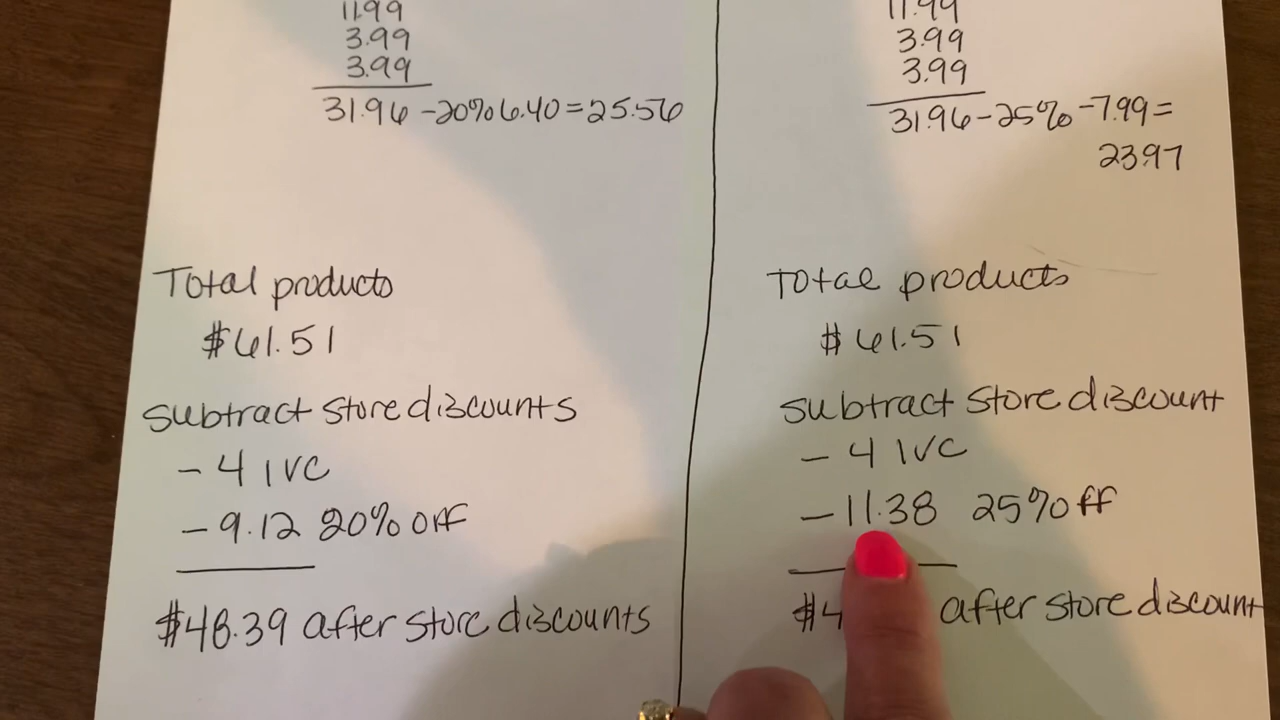 11.99
3.99
3.99
31.96 -20% 6.40 = 25.56
Total products
$61.51
subtract store discounts
- 4 IVC
- 9.12 20% off
$48.39 after store discounts
11.99
3.99
3.99
31.96 - 25% - 7.99 =
23.97
Total products
$61.51
subtract store discount
- 4 IVC
- 11.38 25% off
$4 after store discount